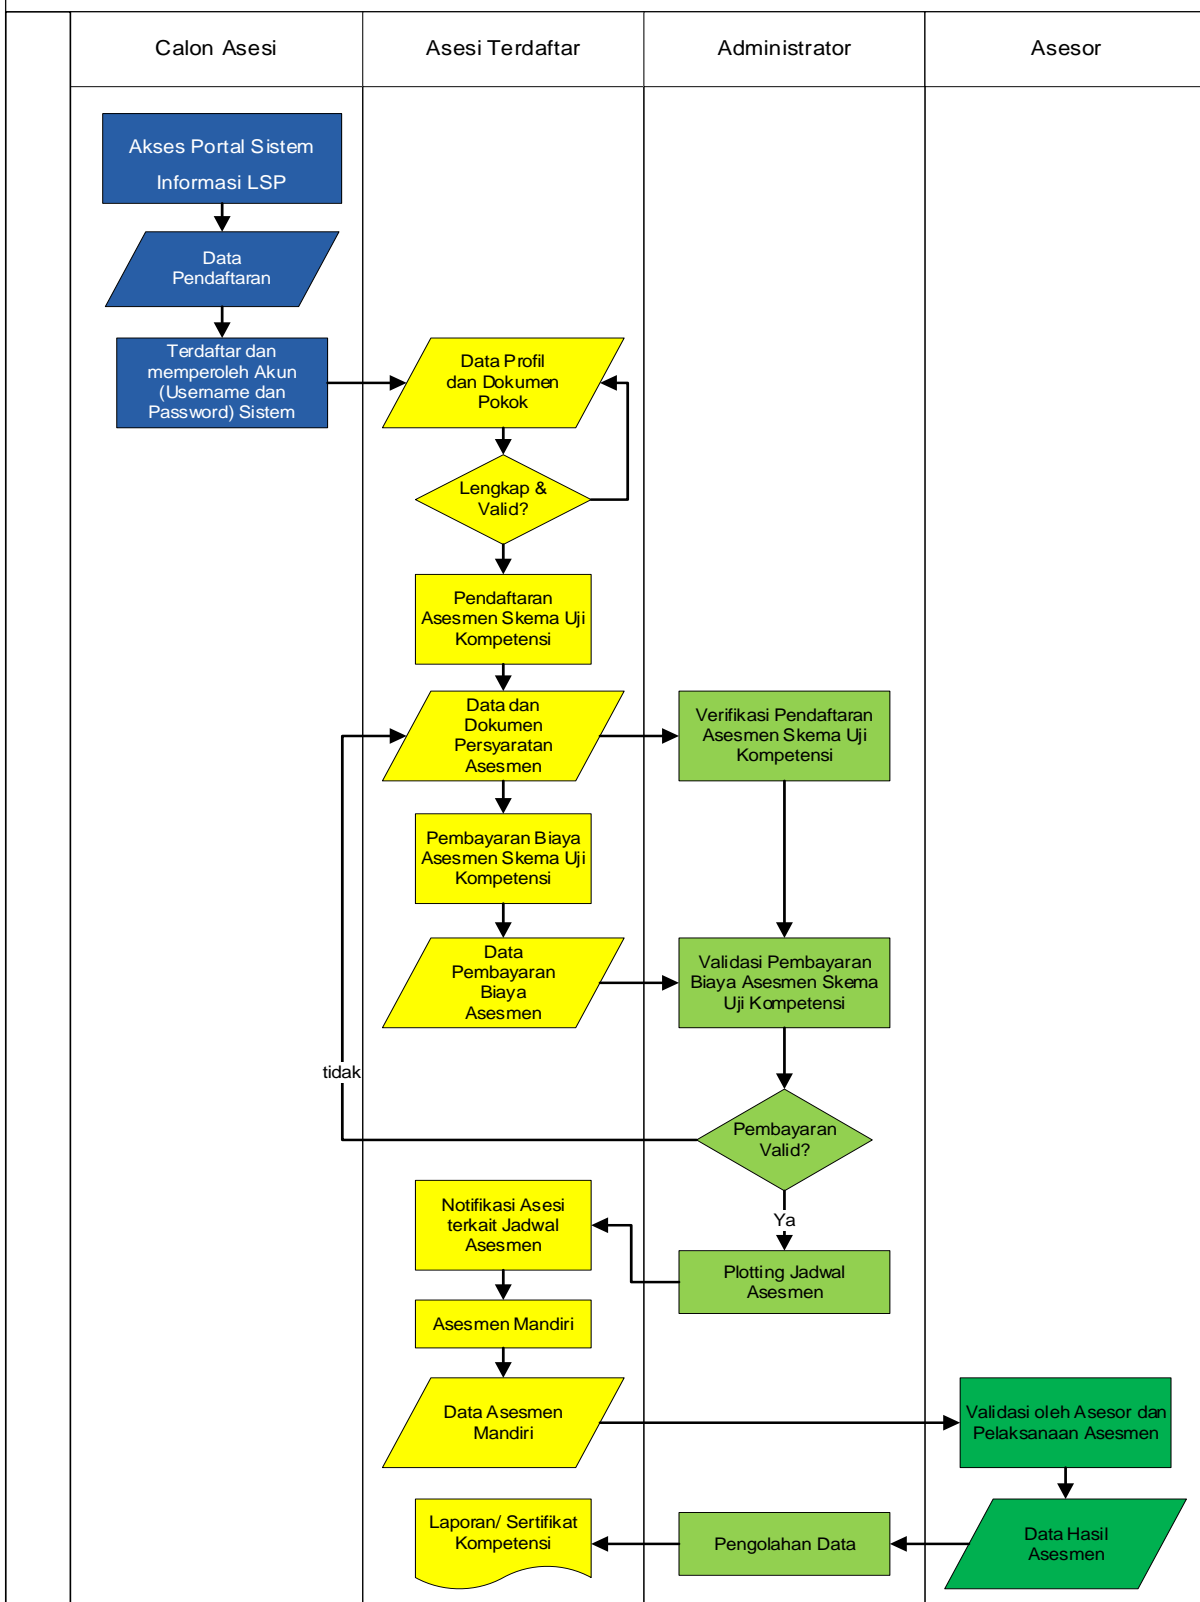 Calon Asesi
Asesi Terdaftar
Administrator
Asesor
Akses Portal Sistem
Informasi LSP
Data
Pendaftaran
Terdaftar dan
memperoleh Akun
(Username dan
Password) Sistem
Data Profil
dan Dokumen
Pokok
Lengkap &
Valid?
Pendaftaran
Asesmen Skema Uji
Kompetensi
Data dan
Dokumen
Persyaratan
Asesmen
Verifikasi Pendaftaran
Asesmen Skema Uji
Kompetensi
Pembayaran Biaya
Asesmen Skema Uji
Kompetensi
Data
Pembayaran
Biaya
Asesmen
Validasi Pembayaran
Biaya Asesmen Skema
Uji Kompetensi
tidak
Pembayaran
Valid?
Ya
Notifikasi Asesi
terkait Jadwal
Asesmen
Plotting Jadwal
Asesmen
Asesmen Mandiri
Data Asesmen
Mandiri
Validasi oleh Asesor dan
Pelaksanaan Asesmen
Laporan/ Sertifikat
Kompetensi
Pengolahan Data
Data Hasil
Asesmen